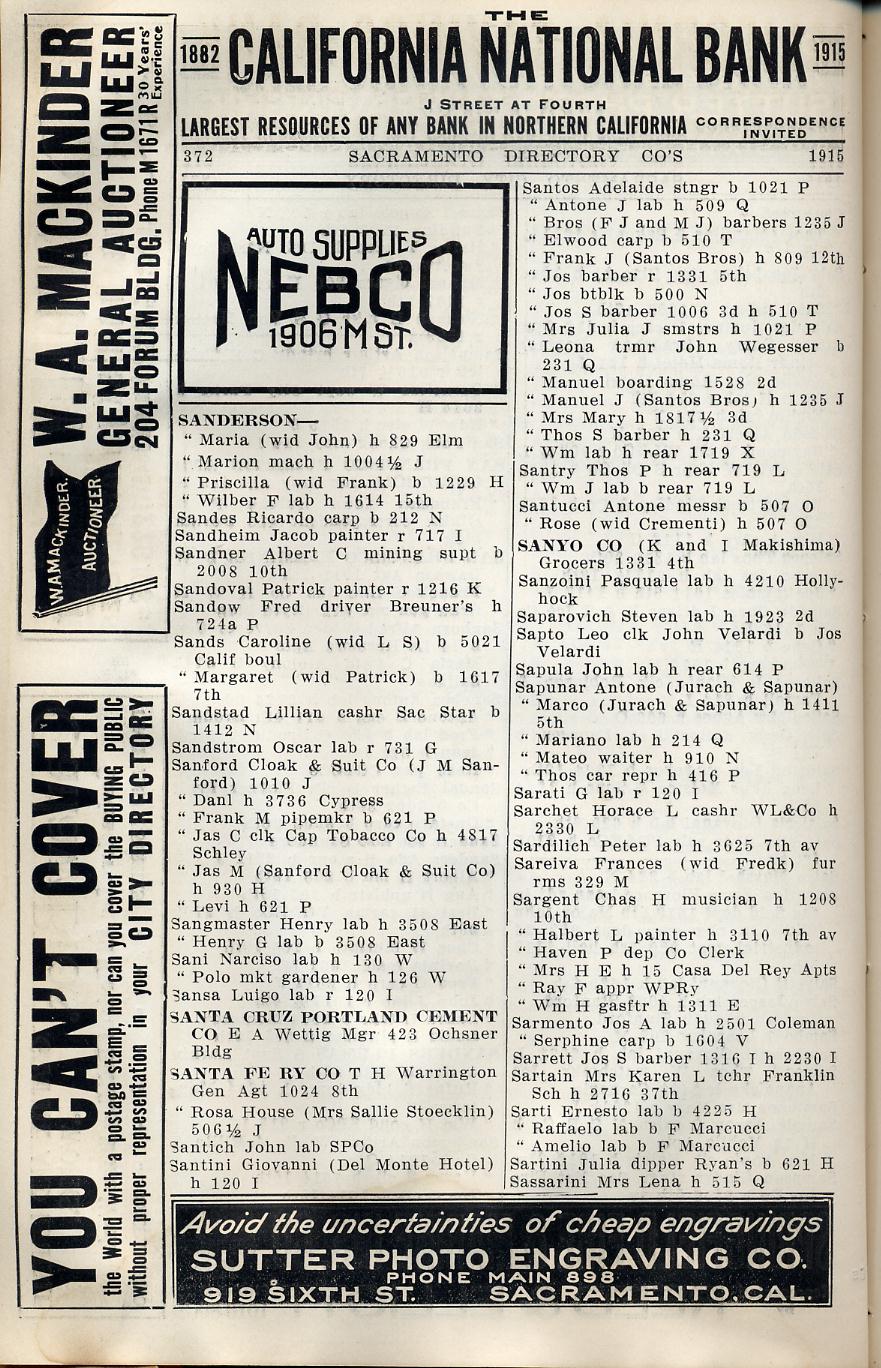 THE
1882 CALIFORNIA NATIONAL BANK 1915
J STREET AT FOURTH
LARGEST RESOURCES OF ANY BANK IN NORTHERN CALIFORNIA CORRESPONDENCE INVITED
372 SACRAMENTO DIRECTORY CO'S 1915
W. A. MACKINDER
GENERAL AUCTIONEER
204 FORUM BLDG. Phone M 1671R 30 Years' Experience
W.A. MACKINDER.
AUCTIONEER.
YOU CAN'T COVER
the World with a postage stamp, nor can you cover the BUYING PUBLIC
without proper representation in your CITY DIRECTORY
AUTO SUPPLIES
NEBCO
1906 M ST.
SANDERSON—
“ Maria (wid John) h 829 Elm
“ Marion mach h 1004½ J
“ Priscilla (wid Frank) b 1229 H
“ Wilber F lab h 1614 15th
Sandes Ricardo carp b 212 N
Sandheim Jacob painter r 717 I
Sandner Albert C mining supt b
2008 10th
Sandoval Patrick painter r 1216 K
Sandow Fred driver Breuner's h
724a P
Sands Caroline (wid L S) b 5021
Calif boul
“ Margaret (wid Patrick) b 1617
7th
Sandstad Lillian cashr Sac Star b
1412 N
Sandstrom Oscar lab r 731 G
Sanford Cloak & Suit Co (J M San-
ford) 1010 J
“ Danl h 3736 Cypress
“ Frank M pipemkr b 621 P
“ Jas C clk Cap Tobacco Co h 4817
Schley
“ Jas M (Sanford Cloak & Suit Co)
h 930 H
“ Levi h 621 P
Sangmaster Henry lab h 3508 East
“ Henry G lab b 3508 East
Sani Narciso lab h 130 W
“ Polo mkt gardener h 126 W
Sansa Luigo lab r 120 I
SANTA CRUZ PORTLAND CEMENT
CO E A Wettig Mgr 423 Ochsner
Bldg
SANTA FE RY CO T H Warrington
Gen Agt 1024 8th
“ Rosa House (Mrs Sallie Stoecklin)
506½ J
Santich John lab SPCo
Santini Giovanni (Del Monte Hotel)
h 120 I
Santos Adelaide stngr b 1021 P
“ Antone J lab h 509 Q
“ Bros (F J and M J) barbers 1235 J
“ Elwood carp b 510 T
“ Frank J (Santos Bros) h 809 12th
“ Jos barber r 1331 5th
“ Jos btblk b 500 N
“ Jos S barber 1006 3d h 510 T
“ Mrs Julia J smstrs h 1021 P
“ Leona trmr John Wegesser b
231 Q
“ Manuel boarding 1528 2d
“ Manuel J (Santos Bros) h 1235 J
“ Mrs Mary h 1817½ 3d
“ Thos S barber h 231 Q
“ Wm lab h rear 1719 X
Santry Thos P h rear 719 L
“ Wm J lab b rear 719 L
Santucci Antone messr b 507 O
“ Rose (wid Crementi) h 507 O
SANYO CO (K and I Makishima)
Grocers 1331 4th
Sanzoini Pasquale lab h 4210 Holly-
hock
Saparovich Steven lab h 1923 2d
Sapto Leo clk John Velardi b Jos
Velardi
Sapula John lab h rear 614 P
Sapunar Antone (Jurach & Sapunar)
“ Marco (Jurach & Sapunar) h 1411
5th
“ Mariano lab h 214 Q
“ Mateo waiter h 910 N
“ Thos car repr h 416 P
Sarati G lab r 120 I
Sarchet Horace L cashr WL&Co h
2330 L
Sardilich Peter lab h 3625 7th av
Sareiva Frances (wid Fredk) fur
rms 329 M
Sargent Chas H musician h 1208
10th
“ Halbert L painter h 3110 7th av
“ Haven P dep Co Clerk
“ Mrs H E h 15 Casa Del Rey Apts
“ Ray F appr WPRy
“ Wm H gasftr h 1311 E
Sarmento Jos A lab h 2501 Coleman
“ Serphine carp b 1604 V
Sarrett Jos S barber 1316 I h 2230 I
Sartain Mrs Karen L tchr Franklin
Sch h 2716 37th
Sarti Ernesto lab b 4225 H
“ Raffaelo lab b F Marcucci
“ Amelio lab b F Marcucci
Sartini Julia dipper Ryan's b 621 H
Sassarini Mrs Lena h 515 Q
Avoid the uncertainties of cheap engravings
SUTTER PHOTO ENGRAVING CO.
PHONE MAIN 898
919 SIXTH ST. SACRAMENTO, CAL.